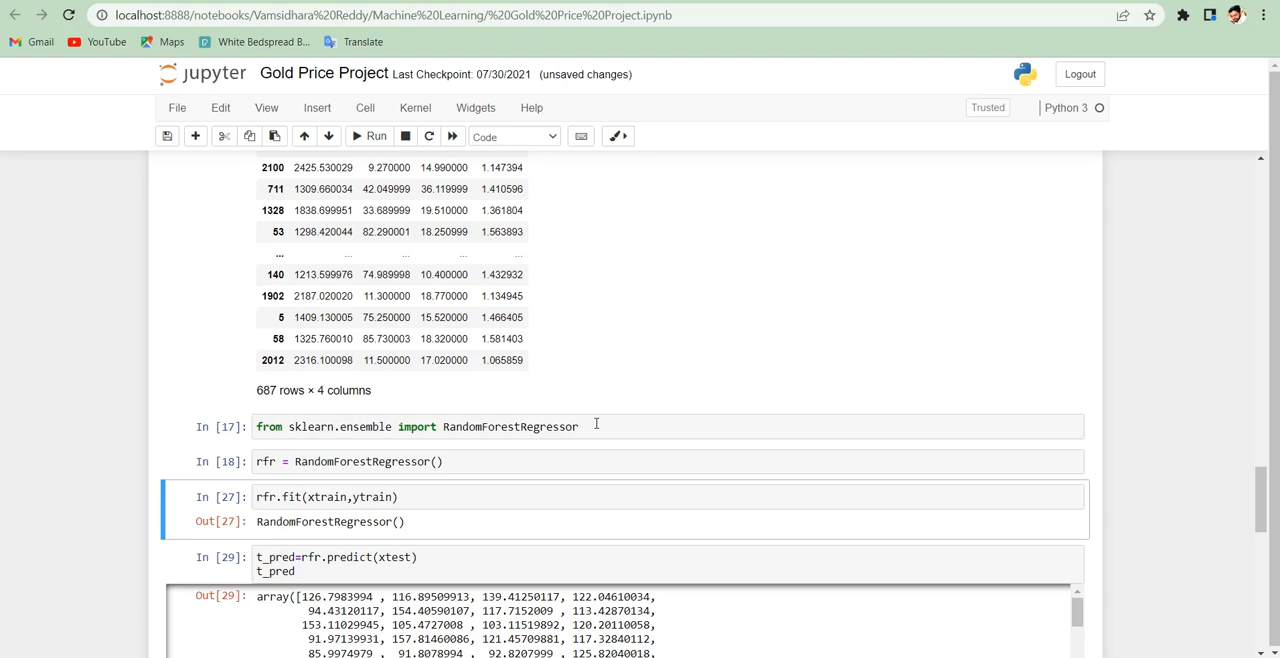 localhost:8888/notebooks/Vamsidhara%20Reddy/Machine%20Learning/%20Gold%20Price%20Project.ipynb
Gmail YouTube Maps White Bedspread B... Translate
jupyter Gold Price Project Last Checkpoint: 07/30/2021 (unsaved changes) Logout
File Edit View Insert Cell Kernel Widgets Help Trusted Python 3
Run Code
2100 2425.530029 9.270000 14.990000 1.147394
711 1309.660034 42.049999 36.119999 1.410596
1328 1838.699951 33.689999 19.510000 1.361804
53 1298.420044 82.290001 18.250999 1.563893
... ... ... ... ...
140 1213.599976 74.989998 10.400000 1.432932
1902 2187.020020 11.300000 18.770000 1.134945
5 1409.130005 75.250000 15.520000 1.466405
58 1325.760010 85.730003 18.320000 1.581403
2012 2316.100098 11.500000 17.020000 1.065859
687 rows × 4 columns
In [17]: from sklearn.ensemble import RandomForestRegressor
In [18]: rfr = RandomForestRegressor()
In [27]: rfr.fit(xtrain,ytrain)
Out[27]: RandomForestRegressor()
In [29]: t_pred=rfr.predict(xtest)
t_pred
Out[29]: array([126.7983994 , 116.89509913, 139.41250117, 122.04610034,
94.43120117, 154.40590107, 117.7152009 , 113.42870134,
153.11029945, 105.4727008 , 103.11519892, 120.20110058,
91.97139931, 157.81460086, 121.45709881, 117.32840112,
85.9974979 , 91.8078994 , 92.8207999 , 125.82040018,